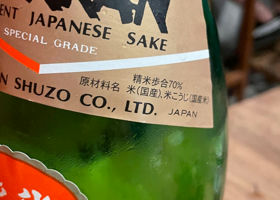 ENT JAPANESE SAKE
SPECIAL GRADE
N SHUZO CO., LTD.
精米歩合70%
原材料名 米(国産),米こうじ(国産米)
JAPAN